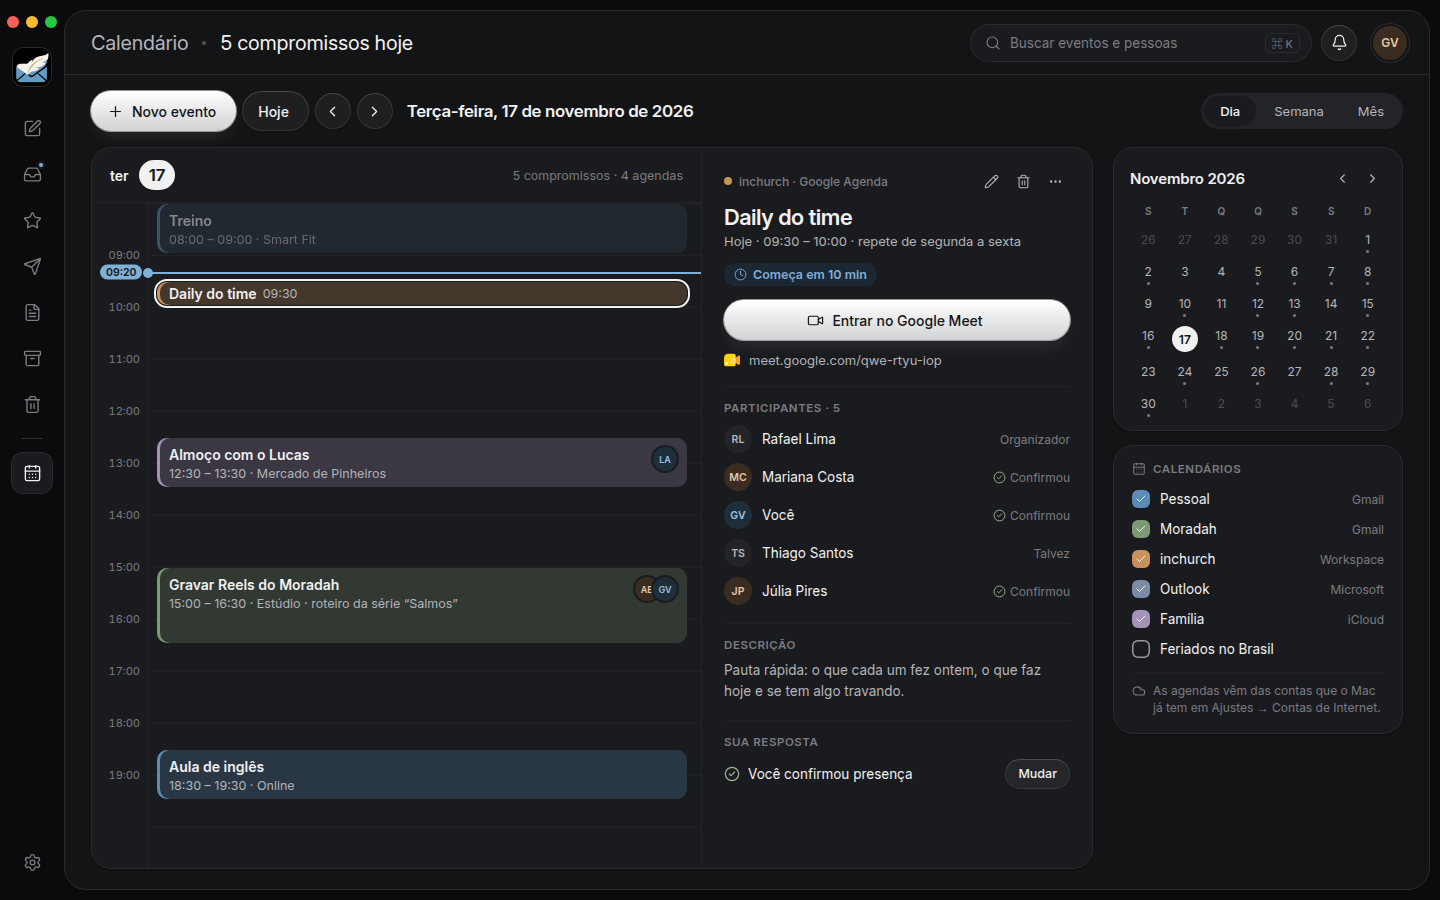 Calendário · 5 compromissos hoje
Buscar eventos e pessoas
⌘ K
GV
Novo evento
Hoje
Terça-feira, 17 de novembro de 2026
Dia
Semana
Mês
ter 17
5 compromissos · 4 agendas
Treino
08:00 – 09:00 · Smart Fit
09:00
09:20
Daily do time 09:30
10:00
11:00
12:00
Almoço com o Lucas
12:30 – 13:30 · Mercado de Pinheiros
LA
13:00
14:00
15:00
Gravar Reels do Moradah
15:00 – 16:30 · Estúdio · roteiro da série “Salmos”
GV
16:00
17:00
18:00
Aula de inglês
18:30 – 19:30 · Online
19:00
inchurch · Google Agenda
Daily do time
Hoje · 09:30 – 10:00 · repete de segunda a sexta
Começa em 10 min
Entrar no Google Meet
meet.google.com/qwe-rtyu-iop
PARTICIPANTES · 5
RL Rafael Lima Organizador
MC Mariana Costa Confirmou
GV Você Confirmou
TS Thiago Santos Talvez
JP Júlia Pires Confirmou
DESCRIÇÃO
Pauta rápida: o que cada um fez ontem, o que faz
hoje e se tem algo travando.
SUA RESPOSTA
Você confirmou presença
Mudar
Novembro 2026
S T Q Q S S D
26 27 28 29 30 31 1
2 3 4 5 6 7 8
9 10 11 12 13 14 15
16 17 18 19 20 21 22
23 24 25 26 27 28 29
30 1 2 3 4 5 6
CALENDÁRIOS
Pessoal Gmail
Moradah Gmail
inchurch Workspace
Outlook Microsoft
Família iCloud
Feriados no Brasil
As agendas vêm das contas que o Mac
já tem em Ajustes → Contas de Internet.